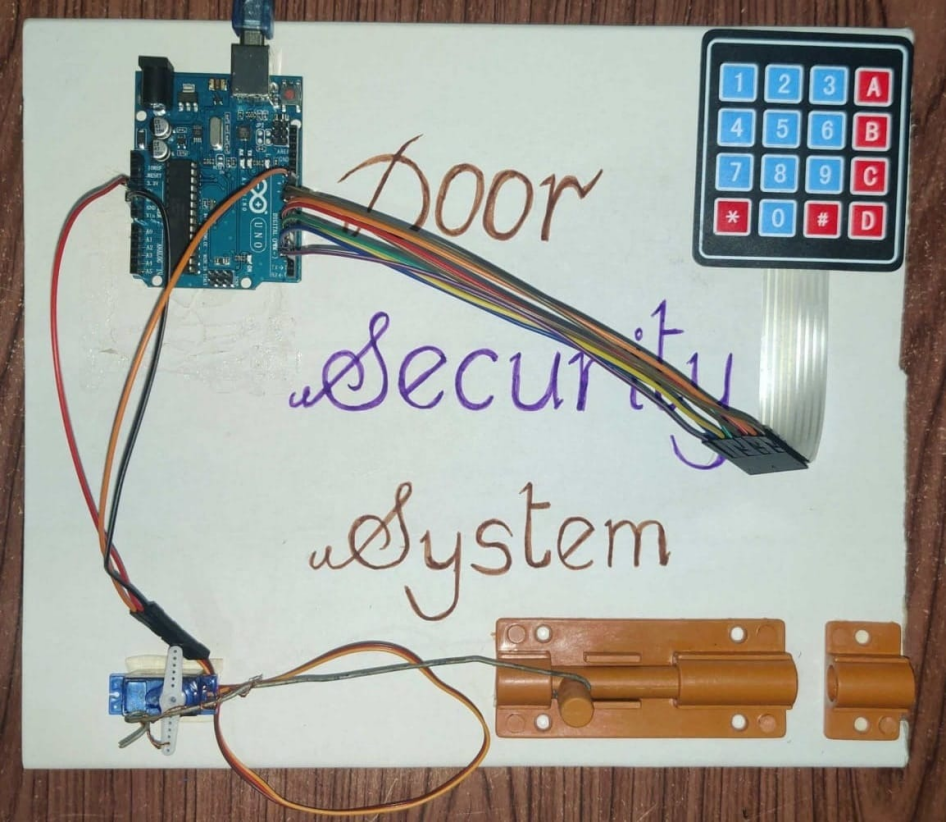 Door
Security
System
1 2 3 A
4 5 6 B
7 8 9 C
* 0 # D
UNO